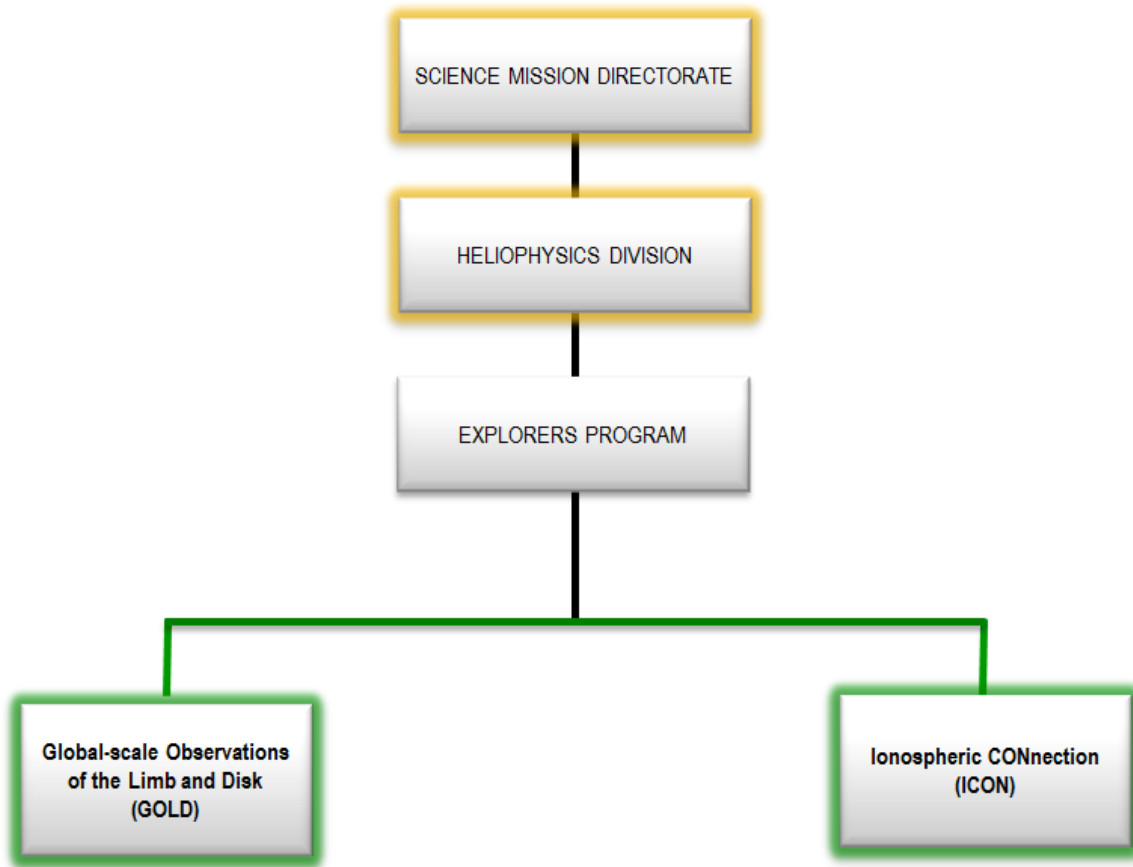 SCIENCE MISSION DIRECTORATE
HELIOPHYSICS DIVISION
EXPLORERS PROGRAM
Global-scale Observations
of the Limb and Disk
(GOLD)
Ionospheric CONnection
(ICON)